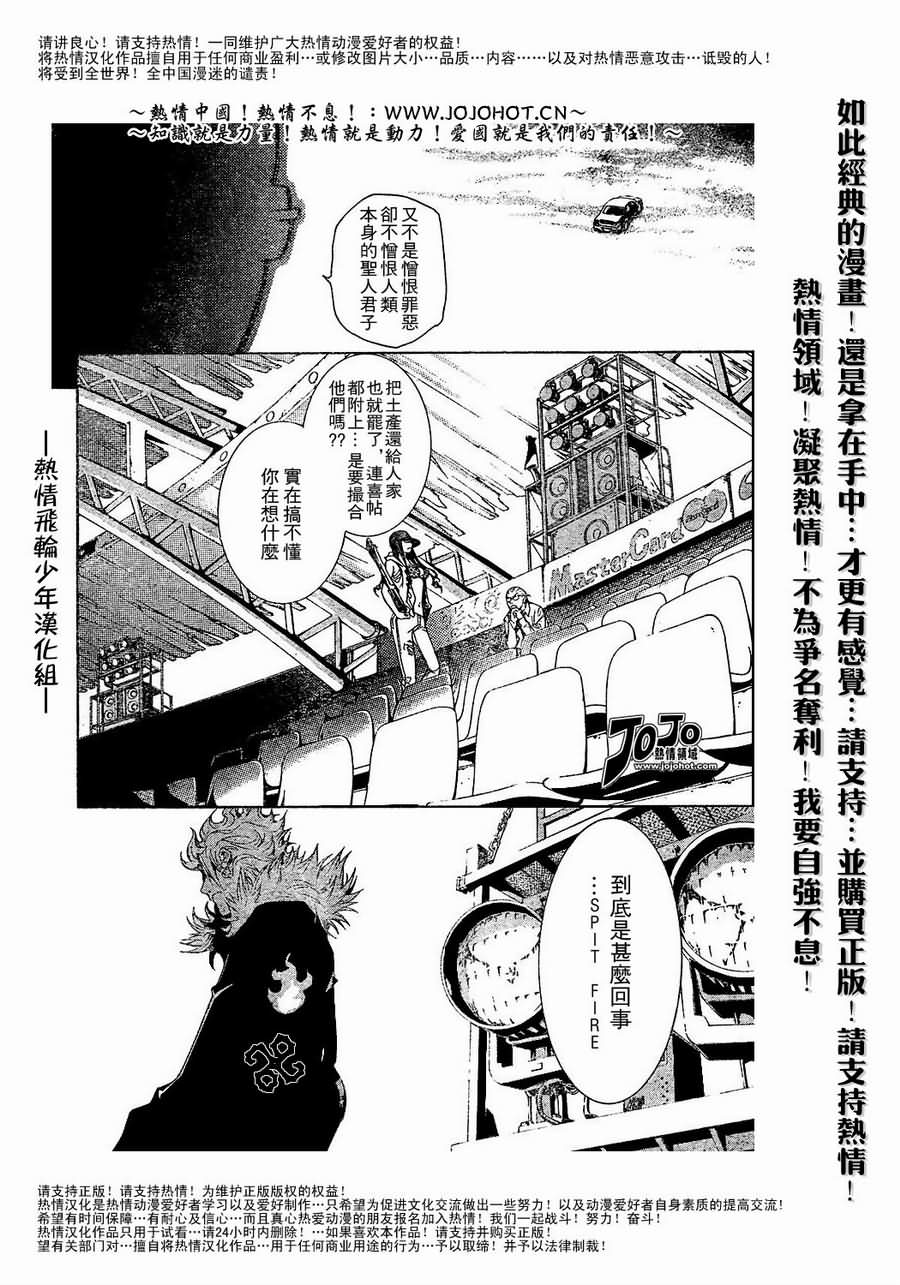 请讲良心！请支持热情！一同维护广大热情动漫爱好者的权益！
将热情汉化作品擅自用于任何商业盈利…或修改图片大小…品质…内容……以及对热情恶意攻击…诋毁的人！
将受到全世界！全中国漫迷的谴责！
～熱情中國！熱情不息！：WWW.JOJOHOT.CN～
～知識就是力量！熱情就是動力！愛國就是我們的責任！～
如此經典的漫畫！還是拿在手中…才更有感覺…請支持…並購買正版！請支持熱情！
熱情領域！凝聚熱情！不為爭名奪利！我要自強不息！
又不是憎恨罪惡
卻不憎恨人類
本身的聖人君子
把土產還給人家
也就罷了，連喜帖
都附上…是要撮合
他們嗎??
實在搞不懂
你在想什麼
MasterCard
JOJO
熱情領域
www.jojohot.com
—熱情飛輪少年漢化組—
到底是甚麼回事
…SPIT FIRE
请支持正版！请支持热情！为维护正版版权的权益！
热情汉化是热情动漫爱好者学习以及爱好制作…只希望为促进文化交流做出一些努力！以及动漫爱好者自身素质的提高交流！
希望有时间保障…有耐心及信心…而且真心热爱动漫的朋友报名加入热情！我们一起战斗！努力！奋斗！
热情汉化作品只用于试看…请24小时内删除！…如果喜欢本作品！请支持并购买正版！
望有关部门对…擅自将热情汉化作品…用于任何商业用途的行为…予以取缔！并予以法律制裁！